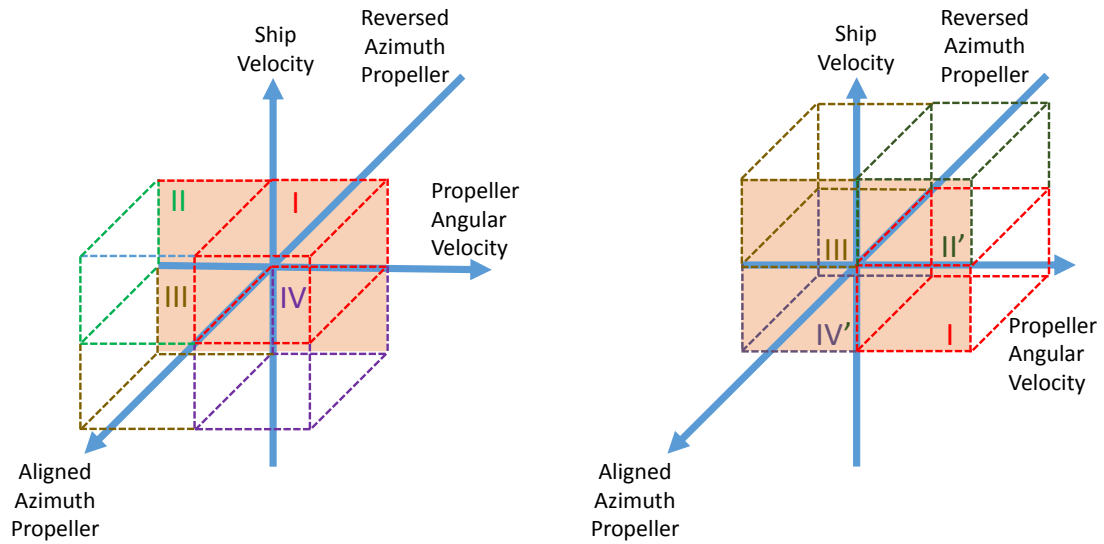 Ship
Velocity
Reversed
Azimuth
Propeller
II
I
Propeller
Angular
Velocity
III
IV
Aligned
Azimuth
Propeller
Ship
Velocity
Reversed
Azimuth
Propeller
III
II'
IV'
I
Propeller
Angular
Velocity
Aligned
Azimuth
Propeller